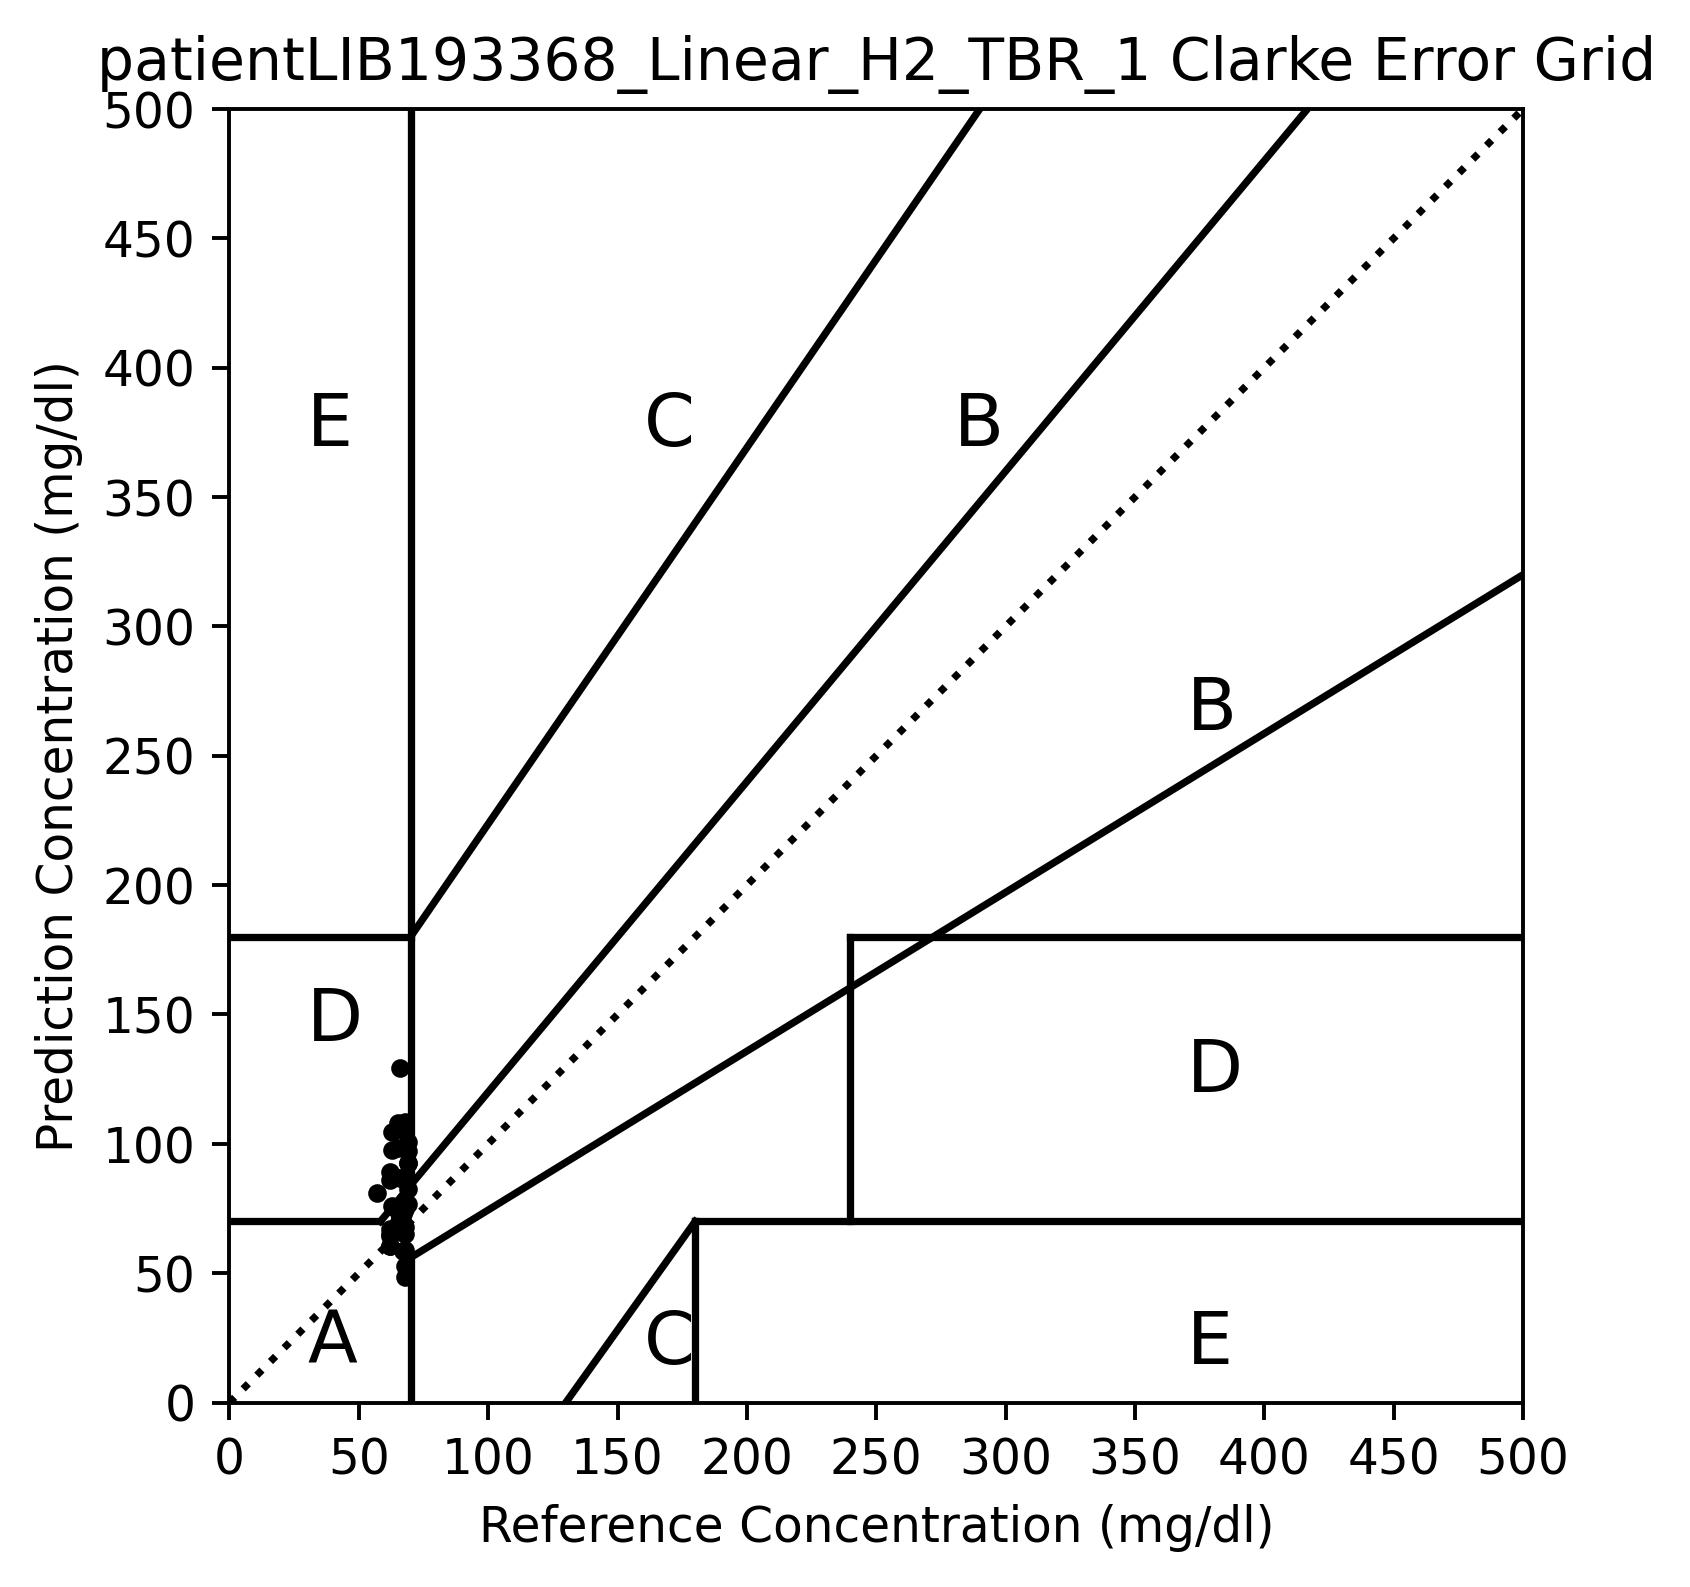 patientLIB193368_Linear_H2_TBR_1 Clarke Error Grid
500
450
400
350
300
250
200
150
100
50
0
Prediction Concentration (mg/dl)
E
C
B
B
D
D
A
C
E
0 50 100 150 200 250 300 350 400 450 500
Reference Concentration (mg/dl)